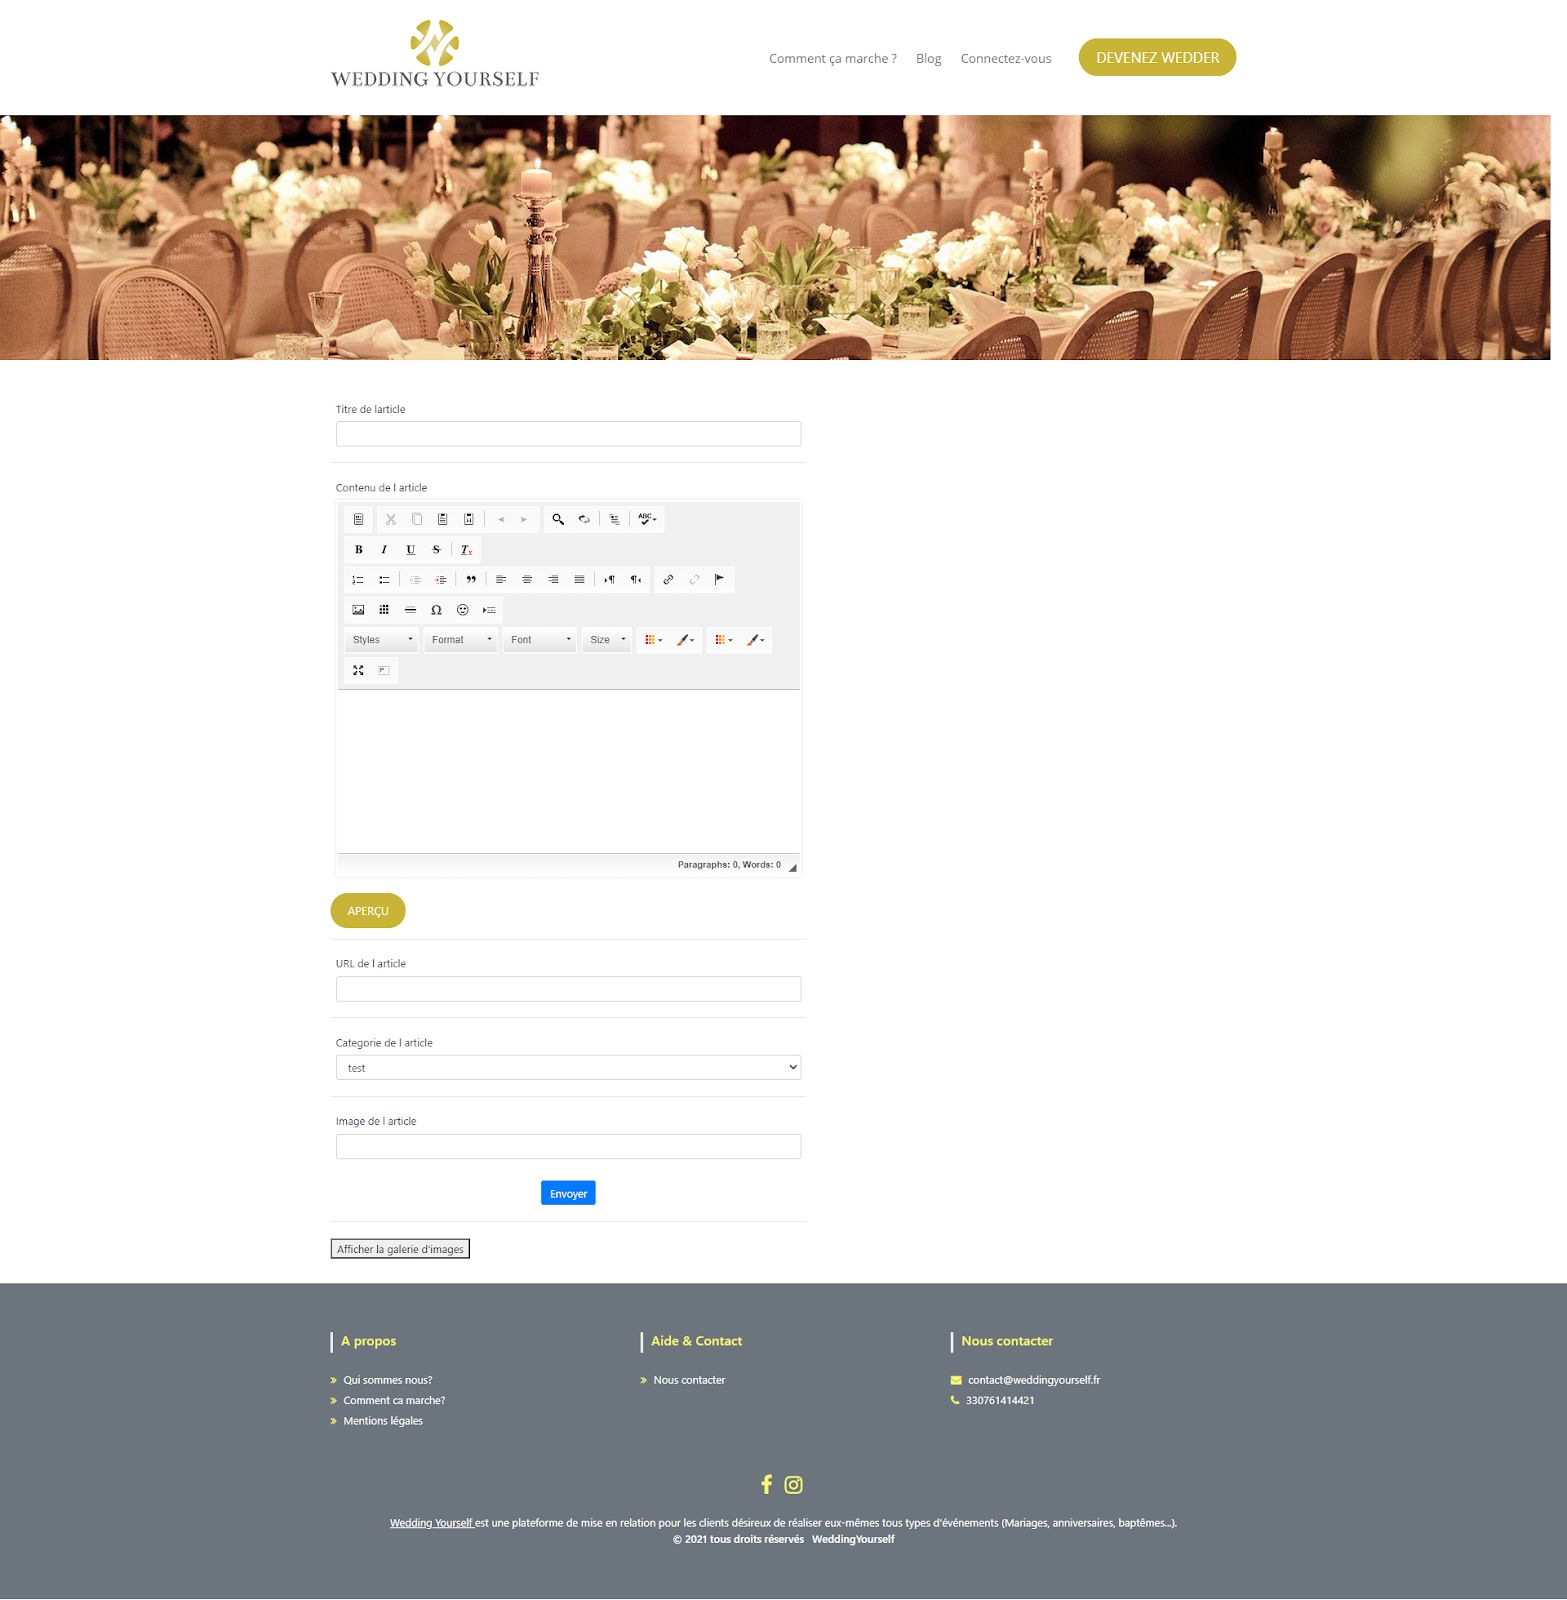 WEDDING YOURSELF
Comment ça marche ? Blog Connectez-vous DEVENEZ WEDDER
Titre de larticle
Contenu de l article
ABC
B I U S Tx
Ω
Styles Format Font Size
Paragraphs: 0, Words: 0
APERÇU
URL de l article
Categorie de l article
test
Image de l article
Envoyer
Afficher la galerie d'images
A propos
Qui sommes nous?
Comment ca marche?
Mentions légales
Aide & Contact
Nous contacter
Nous contacter
contact@weddingyourself.fr
330761414421
Wedding Yourself est une plateforme de mise en relation pour les clients désireux de réaliser eux-mêmes tous types d'événements (Mariages, anniversaires, baptêmes...).
© 2021 tous droits réservés WeddingYourself